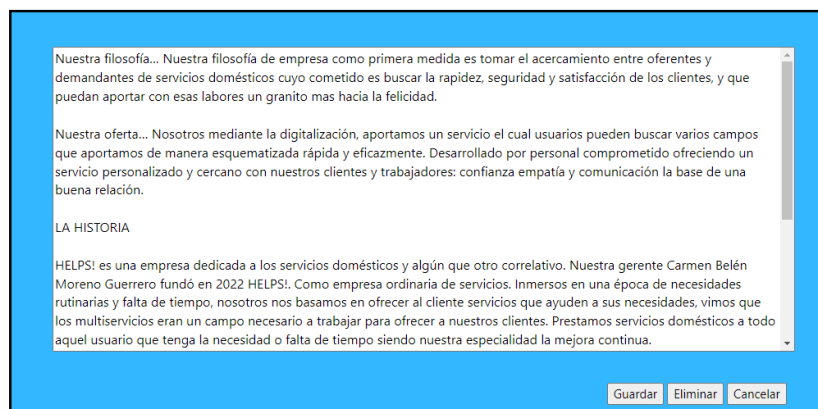 Nuestra filosofía... Nuestra filosofía de empresa como primera medida es tomar el acercamiento entre oferentes y
demandantes de servicios domésticos cuyo cometido es buscar la rapidez, seguridad y satisfacción de los clientes, y que
puedan aportar con esas labores un granito mas hacia la felicidad.
Nuestra oferta... Nosotros mediante la digitalización, aportamos un servicio el cual usuarios pueden buscar varios campos
que aportamos de manera esquematizada rápida y eficazmente. Desarrollado por personal comprometido ofreciendo un
servicio personalizado y cercano con nuestros clientes y trabajadores: confianza empatía y comunicación la base de una
buena relación.
LA HISTORIA
HELPS! es una empresa dedicada a los servicios domésticos y algún que otro correlativo. Nuestra gerente Carmen Belén
Moreno Guerrero fundó en 2022 HELPS!. Como empresa ordinaria de servicios. Inmersos en una época de necesidades
rutinarias y falta de tiempo, nosotros nos basamos en ofrecer al cliente servicios que ayuden a sus necesidades, vimos que
los multiservicios eran un campo necesario a trabajar para ofrecer a nuestros clientes. Prestamos servicios domésticos a todo
aquel usuario que tenga la necesidad o falta de tiempo siendo nuestra especialidad la mejora continua.
Guardar Eliminar Cancelar